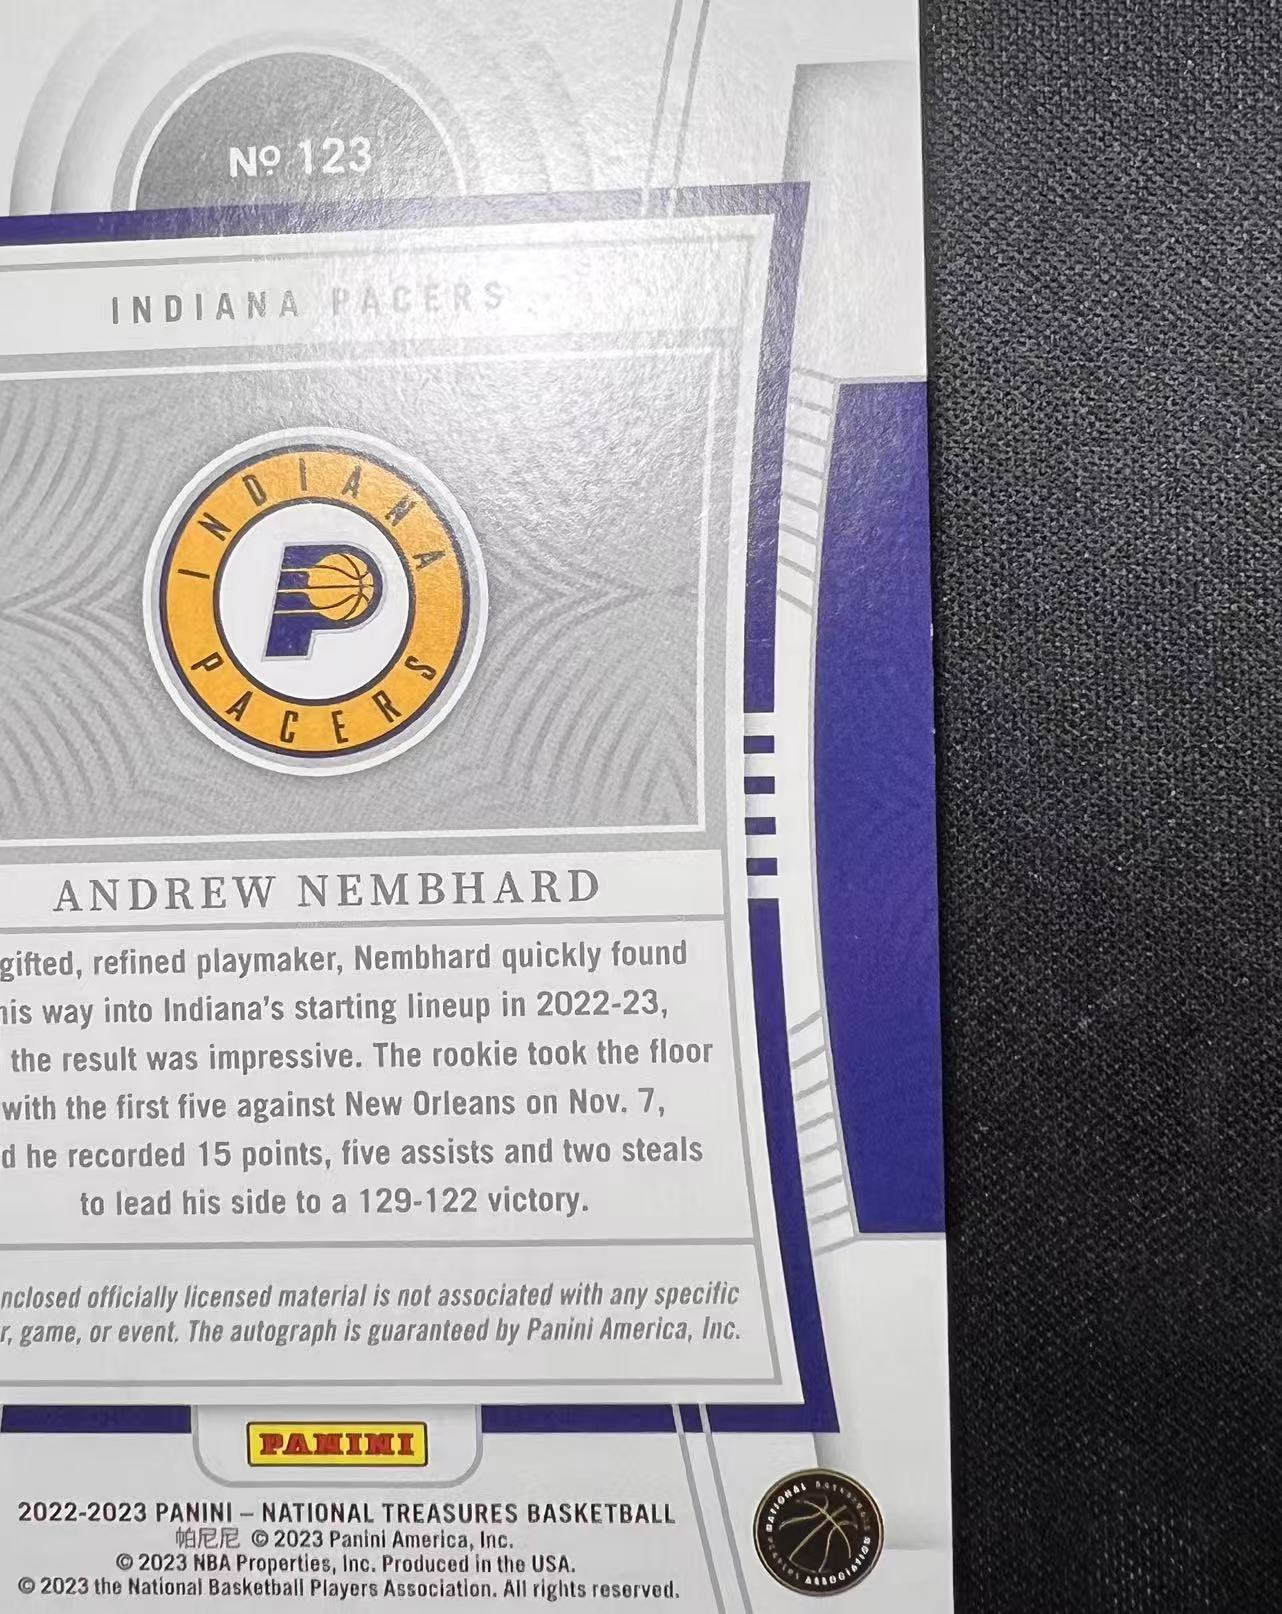 Nº 123
INDIANA PACERS
INDIANA
PACERS
ANDREW NEMBHARD
gifted, refined playmaker, Nembhard quickly found
his way into Indiana's starting lineup in 2022-23,
the result was impressive. The rookie took the floor
with the first five against New Orleans on Nov. 7,
d he recorded 15 points, five assists and two steals
to lead his side to a 129-122 victory.
nclosed officially licensed material is not associated with any specific
r, game, or event. The autograph is guaranteed by Panini America, Inc.
PANINI
2022-2023 PANINI – NATIONAL TREASURES BASKETBALL
帕尼尼 © 2023 Panini America, Inc.
© 2023 NBA Properties, Inc. Produced in the USA.
© 2023 the National Basketball Players Association. All rights reserved.
NATIONAL BASKETBALL
PLAYERS ASSOCIATION